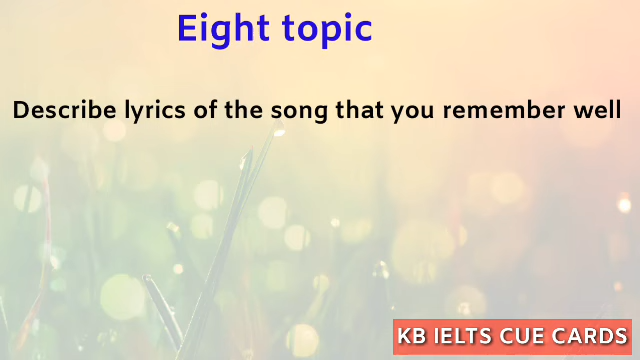 Eight topic
Describe lyrics of the song that you remember well
KB IELTS CUE CARDS